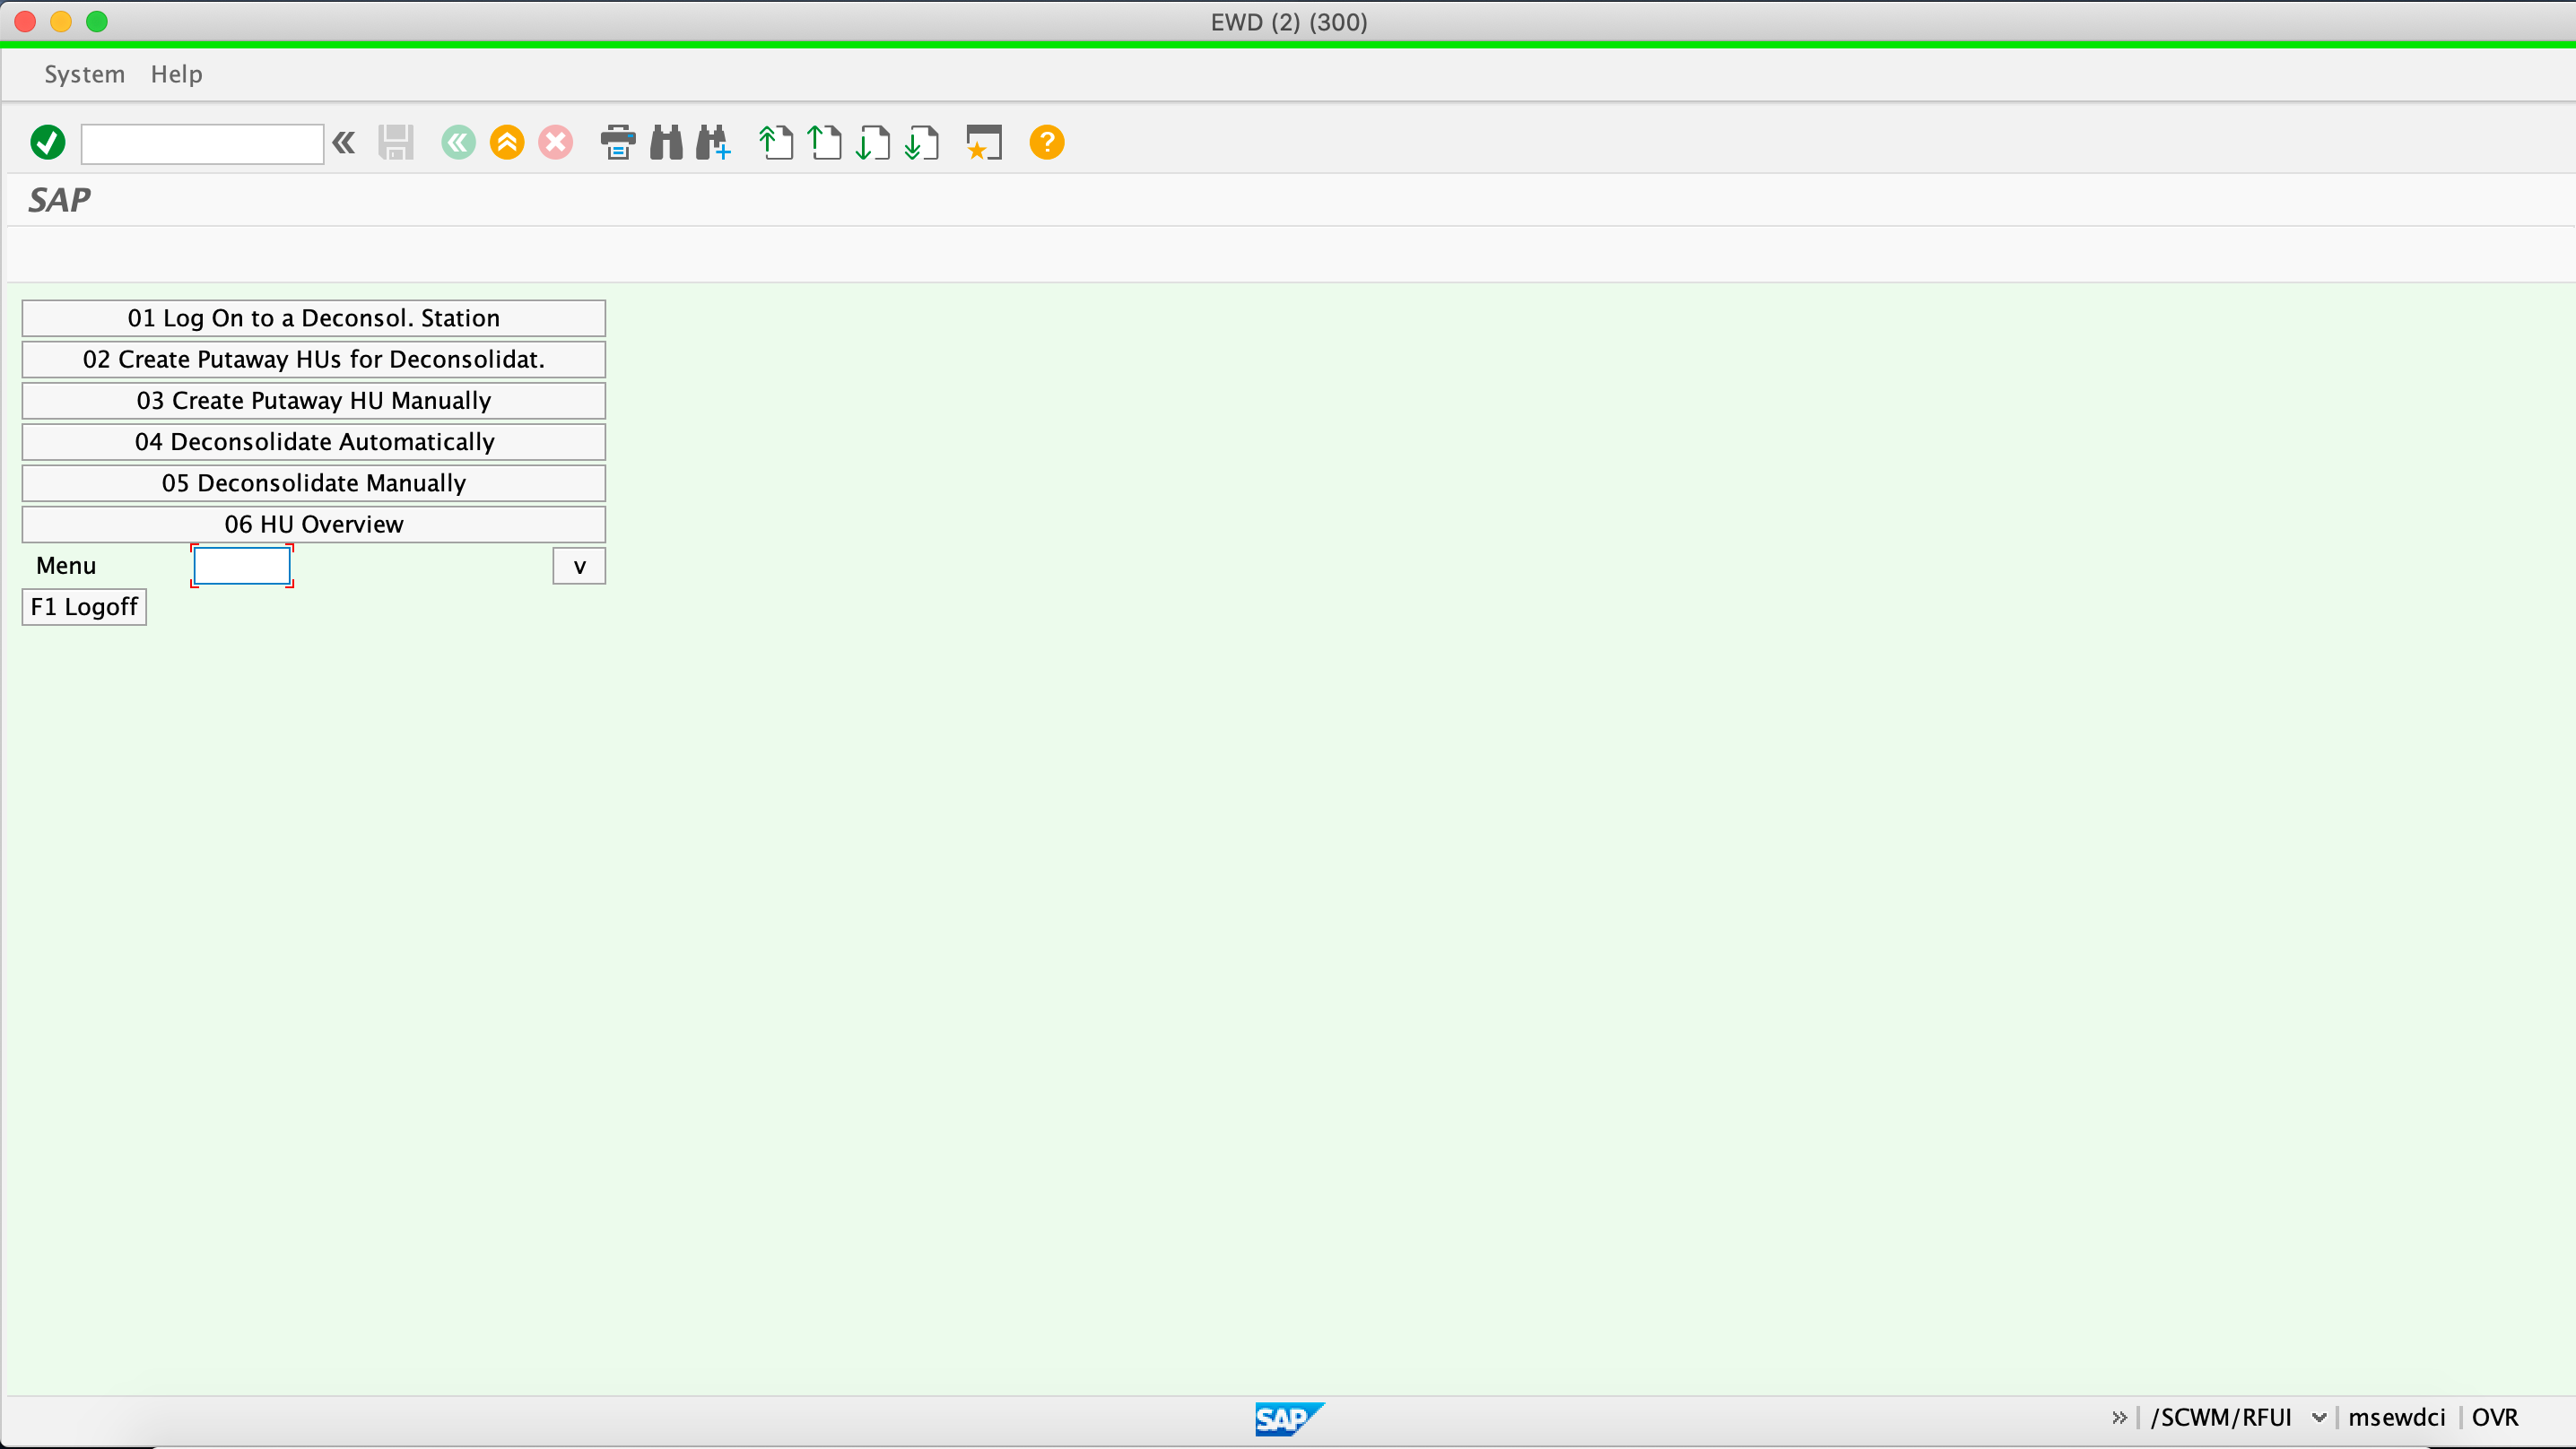 EWD (2) (300)
System Help
SAP
01 Log On to a Deconsol. Station
02 Create Putaway HUs for Deconsolidat.
03 Create Putaway HU Manually
04 Deconsolidate Automatically
05 Deconsolidate Manually
06 HU Overview
Menu v
F1 Logoff
SAP /SCWM/RFUI msewdci OVR